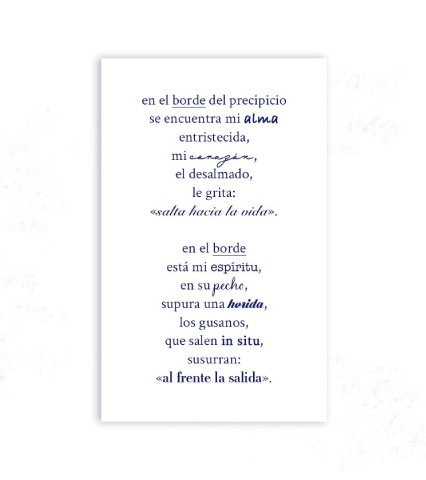 en el borde del precipicio
se encuentra mi alma
entristecida,
mi corazón,
el desalmado,
le grita:
«salta hacia la vida».
en el borde
está mi espíritu,
en su pecho,
supura una herida,
los gusanos,
que salen in situ,
susurran:
«al frente la salida».